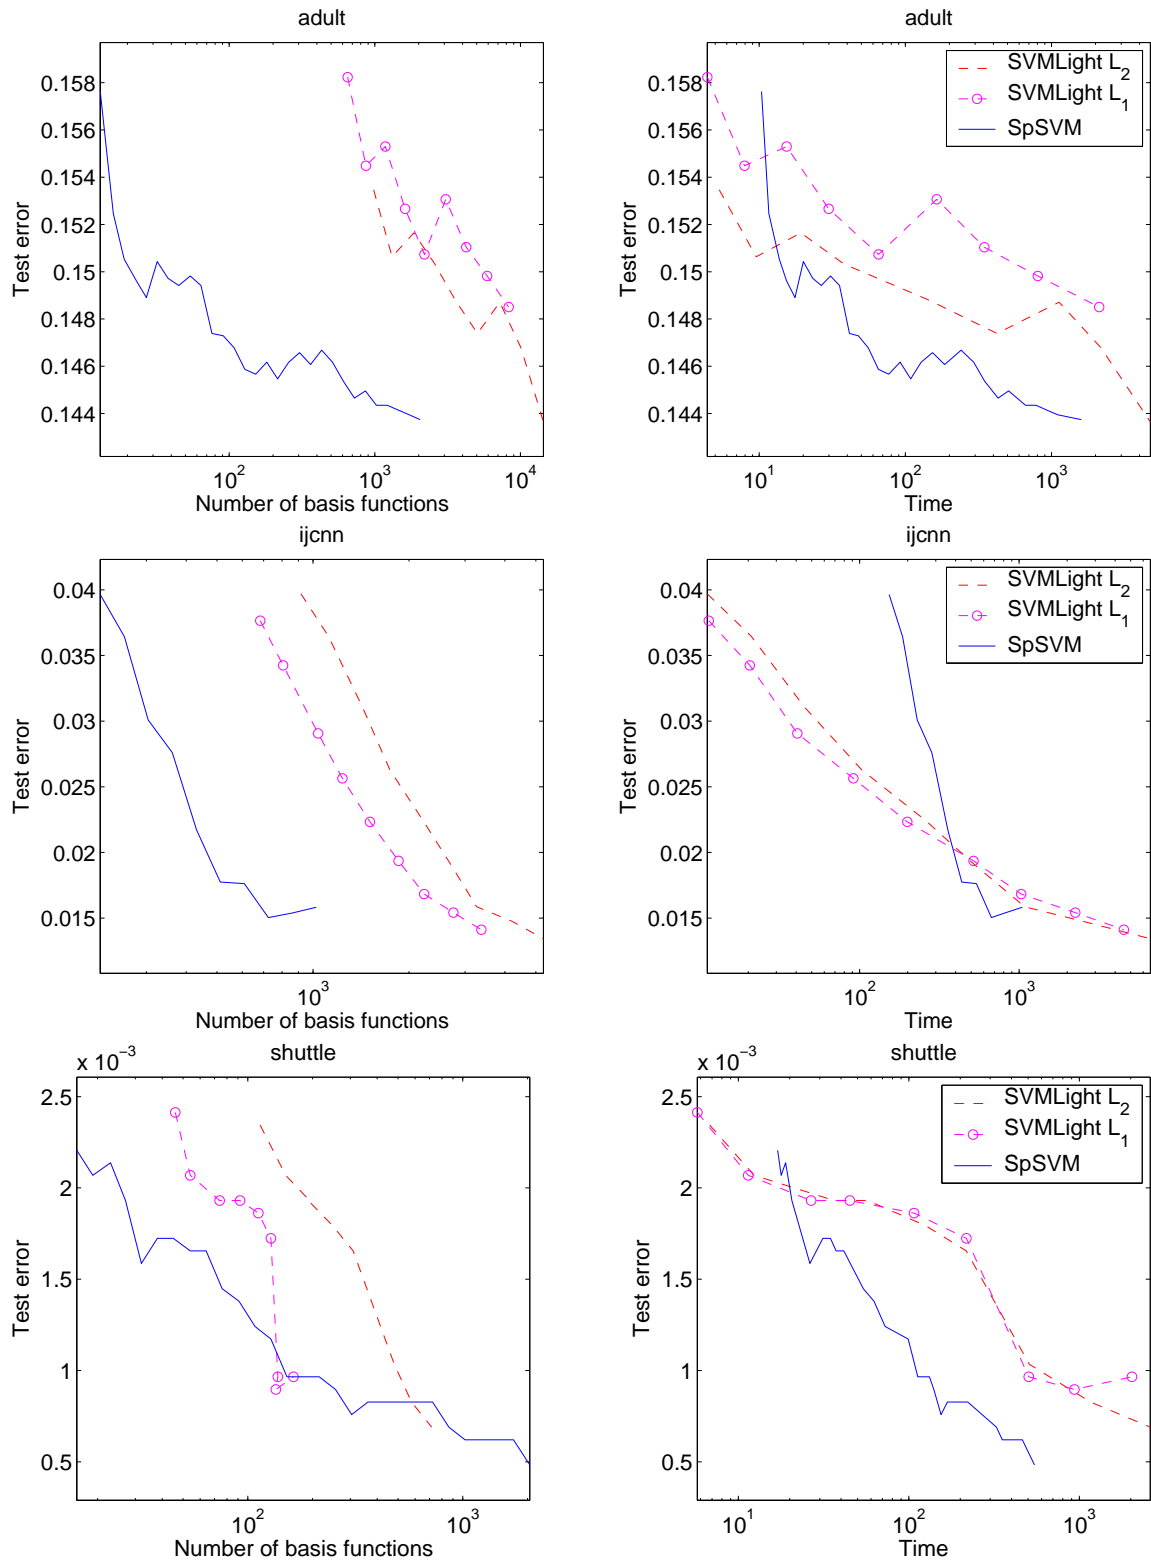 adult
0.158
0.156
0.154
0.152
0.15
0.148
0.146
0.144
Test error
10^2
10^3
10^4
Number of basis functions
adult
SVMLight L_2
SVMLight L_1
SpSVM
0.158
0.156
0.154
0.152
0.15
0.148
0.146
0.144
Test error
10^1
10^2
10^3
Time
ijcnn
0.04
0.035
0.03
0.025
0.02
0.015
Test error
10^3
Number of basis functions
ijcnn
SVMLight L_2
SVMLight L_1
SpSVM
0.04
0.035
0.03
0.025
0.02
0.015
Test error
10^2
10^3
Time
x 10^−3
shuttle
2.5
2
1.5
1
0.5
Test error
10^2
10^3
Number of basis functions
x 10^−3
shuttle
SVMLight L_2
SVMLight L_1
SpSVM
2.5
2
1.5
1
0.5
Test error
10^1
10^2
10^3
Time